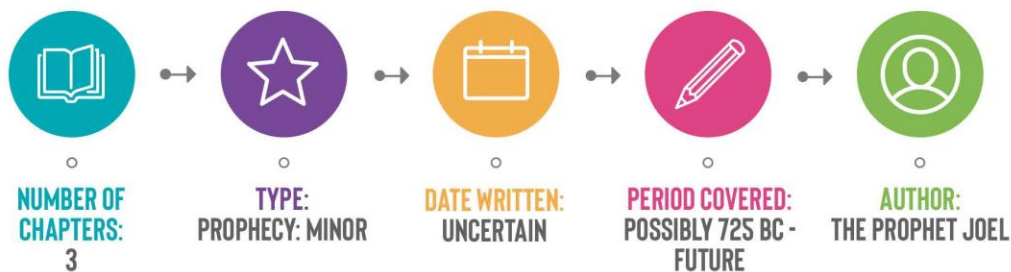 NUMBER OF
CHAPTERS:
3
TYPE:
PROPHECY: MINOR
DATE WRITTEN:
UNCERTAIN
PERIOD COVERED:
POSSIBLY 725 BC -
FUTURE
AUTHOR:
THE PROPHET JOEL